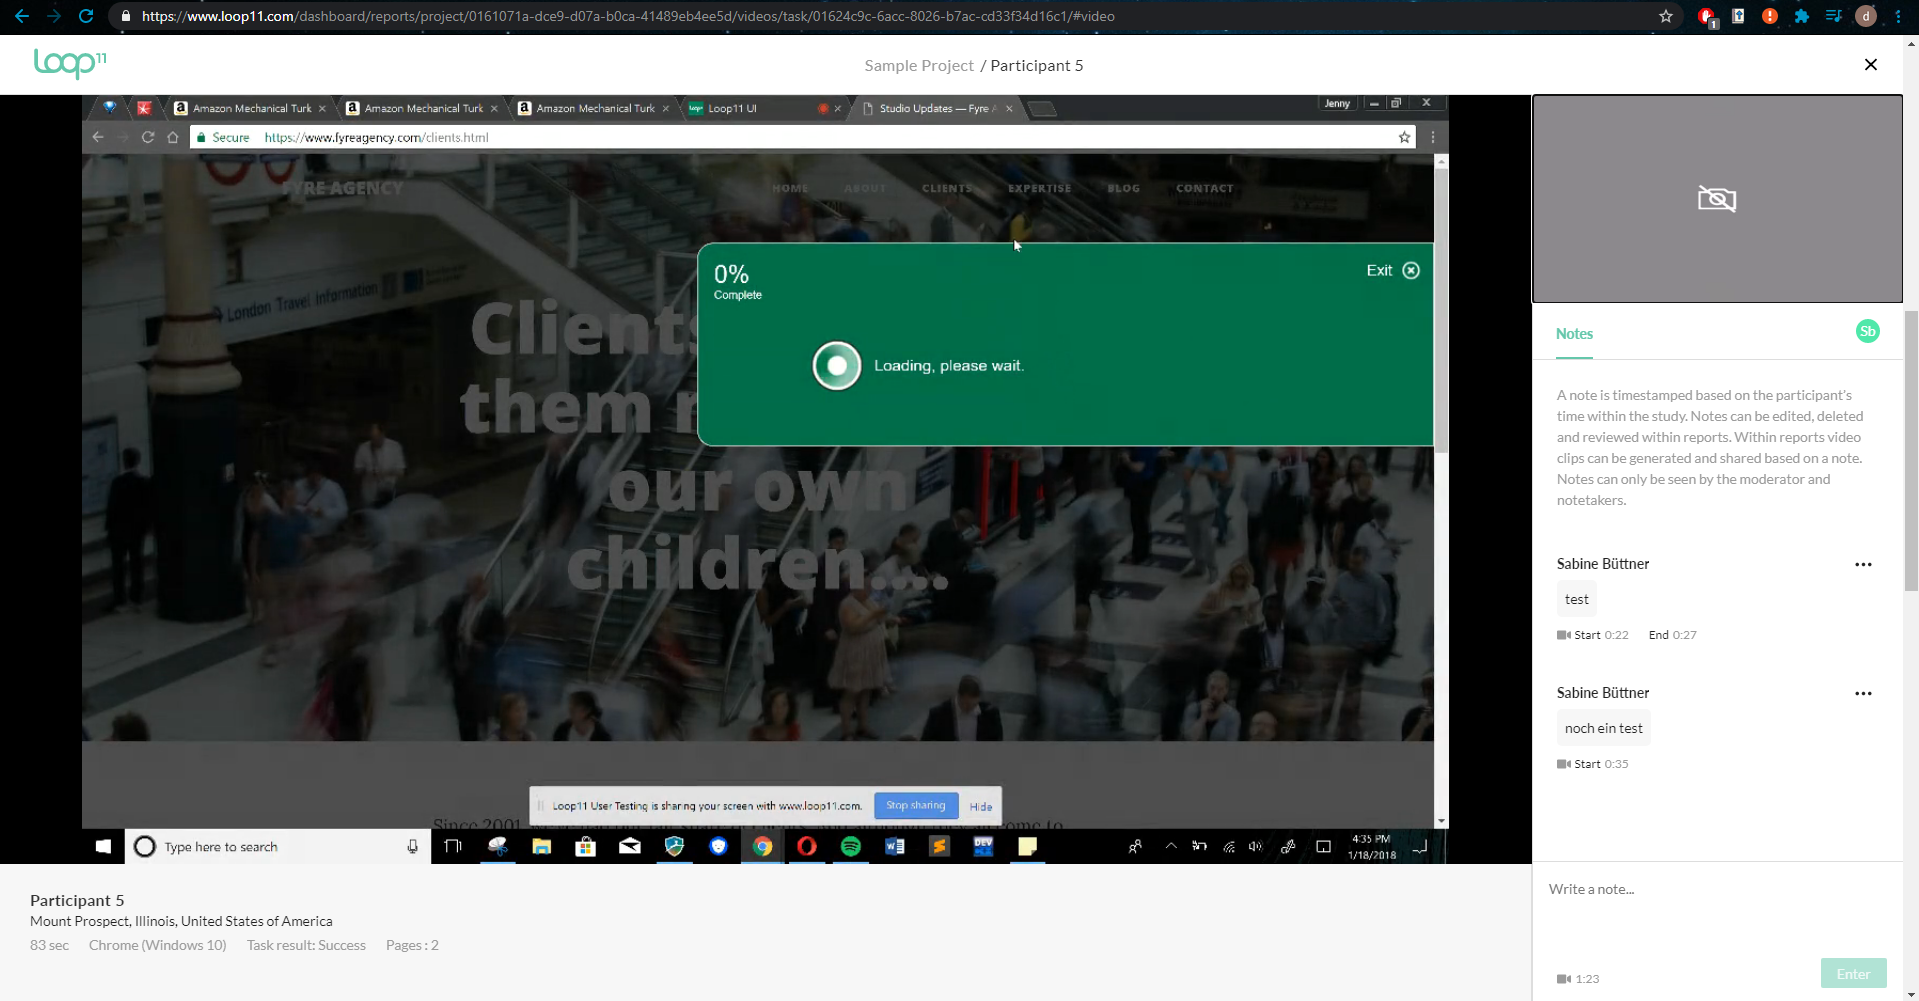 https://www.loop11.com/dashboard/reports/project/0161071a-dce9-d07a-b0ca-41489eb4ee5d/videos/task/01624c9c-6acc-8026-b7ac-cd33f34d16c1/#video
1
d
Loop11
Sample Project / Participant 5
Amazon Mechanical Turk
Amazon Mechanical Turk
Amazon Mechanical Turk
Loop11 UI
Studio Updates — Fyre A
Jenny
Secure
https://www.fyreagency.com/clients.html
FYRE AGENCY
HOME
ABOUT
CLIENTS
EXPERTISE
BLOG
CONTACT
London Travel Information
0%
Complete
Exit
Loading, please wait.
Clients
them
our own
children....
Loop11 User Testing is sharing your screen with www.loop11.com.
Stop sharing
Hide
Since 2001
Type here to search
DEV
4:35 PM
1/18/2018
Notes
Sb
A note is timestamped based on the participant's
time within the study. Notes can be edited, deleted
and reviewed within reports. Within reports video
clips can be generated and shared based on a note.
Notes can only be seen by the moderator and
notetakers.
Sabine Büttner
test
Start 0:22 End 0:27
Sabine Büttner
noch ein test
Start 0:35
Write a note...
1:23
Enter
Participant 5
Mount Prospect, Illinois, United States of America
83 sec Chrome (Windows 10) Task result: Success Pages : 2